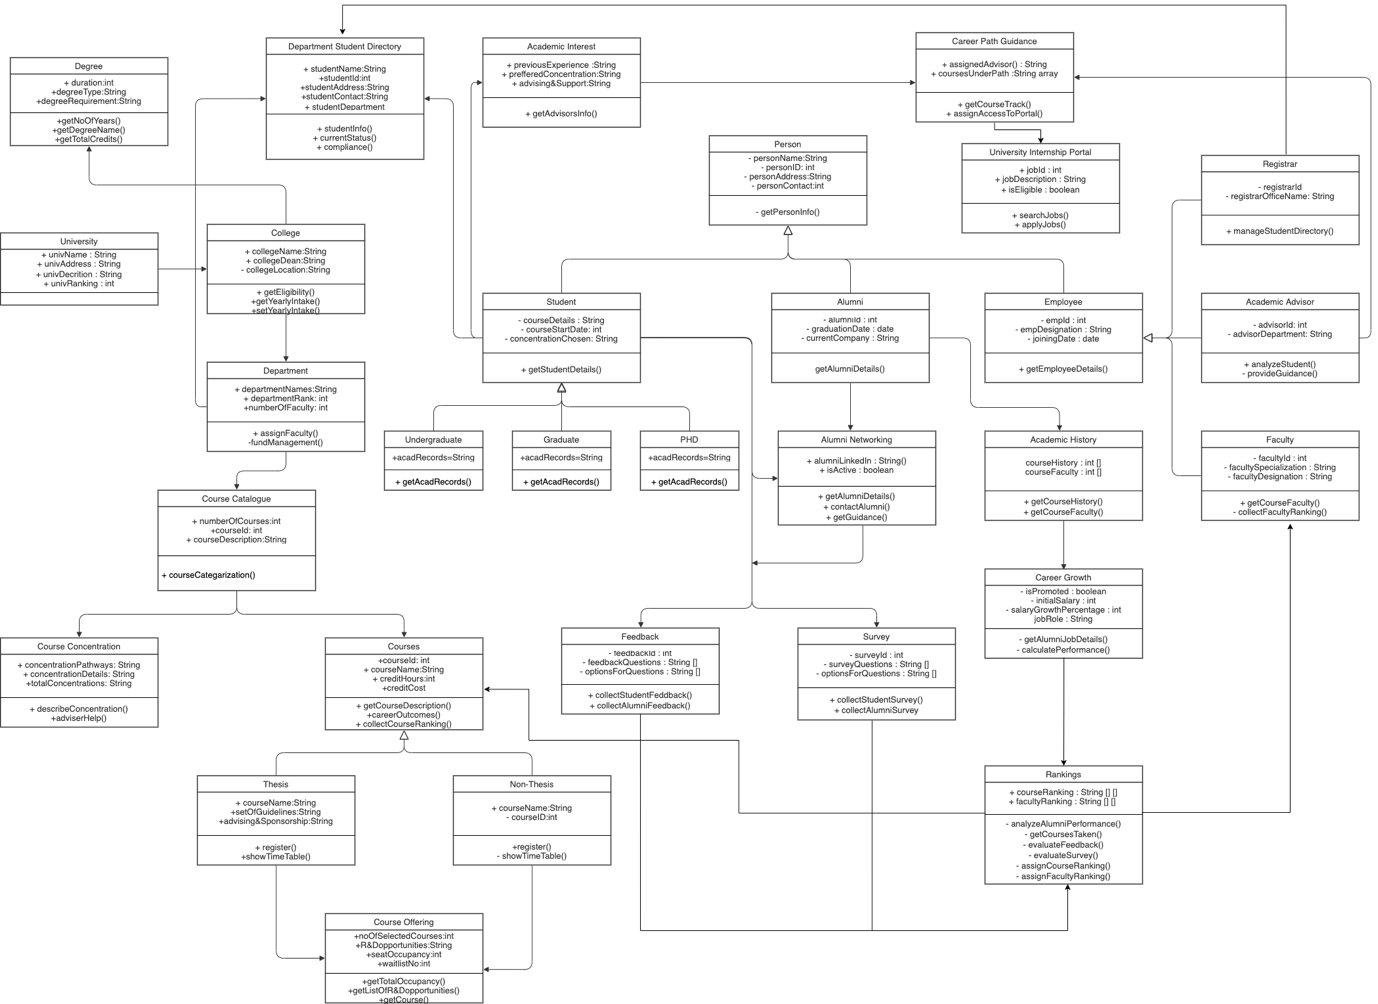 Degree
+ duration:int
+degreeType:String
+degreeRequirement:String
+getNoOfYears()
+getDegreeName()
+getTotalCredits()
Department Student Directory
+ studentName:String
+studentId:int
+studentAddress:String
+studentContact:String
+ studentDepartment
+ studentInfo()
+ currentStatus()
+ compliance()
Academic Interest
+ previousExperience :String
+ prefferedConcentration:String
+ advising&Support:String
+ getAdvisorsInfo()
Career Path Guidance
+ assignedAdvisor() : String
+ coursesUnderPath :String array
+ getCourseTrack()
+ assignAccessToPortal()
Person
- personName:String
- personID: int
- personAddress:String
- personContact:int
- getPersonInfo()
University Internship Portal
+ jobId : int
+ jobDescription : String
+ isEligible : boolean
+ searchJobs()
+ applyJobs()
Registrar
- registrarId
- registrarOfficeName: String
+ manageStudentDirectory()
University
+ univName : String
+ univAddress : String
+ univDecrition : String
+ univRanking : int
College
+ collegeName:String
+ collegeDean:String
- collegeLocation:String
+ getEligibility()
+getYearlyIntake()
+setYearlyIntake()
Student
- courseDetails : String
- courseStartDate: int
- concentrationChosen: String
+ getStudentDetails()
Alumni
- alumniId : int
- graduationDate : date
- currentCompany : String
getAlumniDetails()
Employee
- empId : int
- empDesignation : String
- joiningDate : date
+ getEmployeeDetails()
Academic Advisor
- advisorId: int
- advisorDepartment: String
+ analyzeStudent()
- provideGuidance()
Department
+ departmentNames:String
+ departmentRank: int
+numberOfFaculty: int
+ assignFaculty()
-fundManagement()
Undergraduate
+acadRecords=String
+ getAcadRecords()
Graduate
+acadRecords=String
+ getAcadRecords()
PHD
+acadRecords=String
+ getAcadRecords()
Alumni Networking
+ alumniLinkedIn : String()
+ isActive : boolean
+ getAlumniDetails()
+ contactAlumni()
+ getGuidance()
Academic History
courseHistory : int []
courseFaculty : int []
+ getCourseHistory()
+ getCourseFaculty()
Faculty
- facultyId : int
- facultySpecialization : String
- facultyDesignation : String
+ getCourseFaculty()
- collectFacultyRanking()
Course Catalogue
+ numberOfCourses:int
+courseId: int
+ courseDescription:String
+ courseCategarization()
Career Growth
- isPromoted : boolean
- initialSalary : int
- salaryGrowthPercentage : int
jobRole : String
- getAlumniJobDetails()
- calculatePerformance()
Course Concentration
+ concentrationPathways: String
+ concentrationDetails: String
+totalConcentrations: String
+ describeConcentration()
+adviserHelp()
Courses
+courseId: int
+ courseName:String
+ creditHours:int
+creditCost
+ getCourseDescription()
+careerOutcomes()
+ collectCourseRanking()
Feedback
- feedbackId : int
- feedbackQuestions : String []
- optionsForQuestions : String []
+ collectStudentFeddback()
+ collectAlumniFeedback()
Survey
- surveyId : int
- surveyQuestions : String []
- optionsForQuestions : String []
+ collectStudentSurvey()
+ collectAlumniSurvey
Thesis
+ courseName:String
+setOfGuidelines:String
+advising&Sponsorship:String
+ register()
+showTimeTable()
Non-Thesis
+ courseName:String
- courseID:int
+register()
- showTimeTable()
Rankings
+ courseRanking : String [] []
+ facultyRanking : String [] []
- analyzeAlumniPerformance()
- getCoursesTaken()
- evaluateFeedback()
- evaluateSurvey()
- assignCourseRanking()
- assignFacultyRanking()
Course Offering
+noOfSelectedCourses:int
+R&Dopportunities:String
+seatOccupancy:int
+waitlistNo:int
+getTotalOccupancy()
+getListOfR&Dopportunities()
+getCourse()